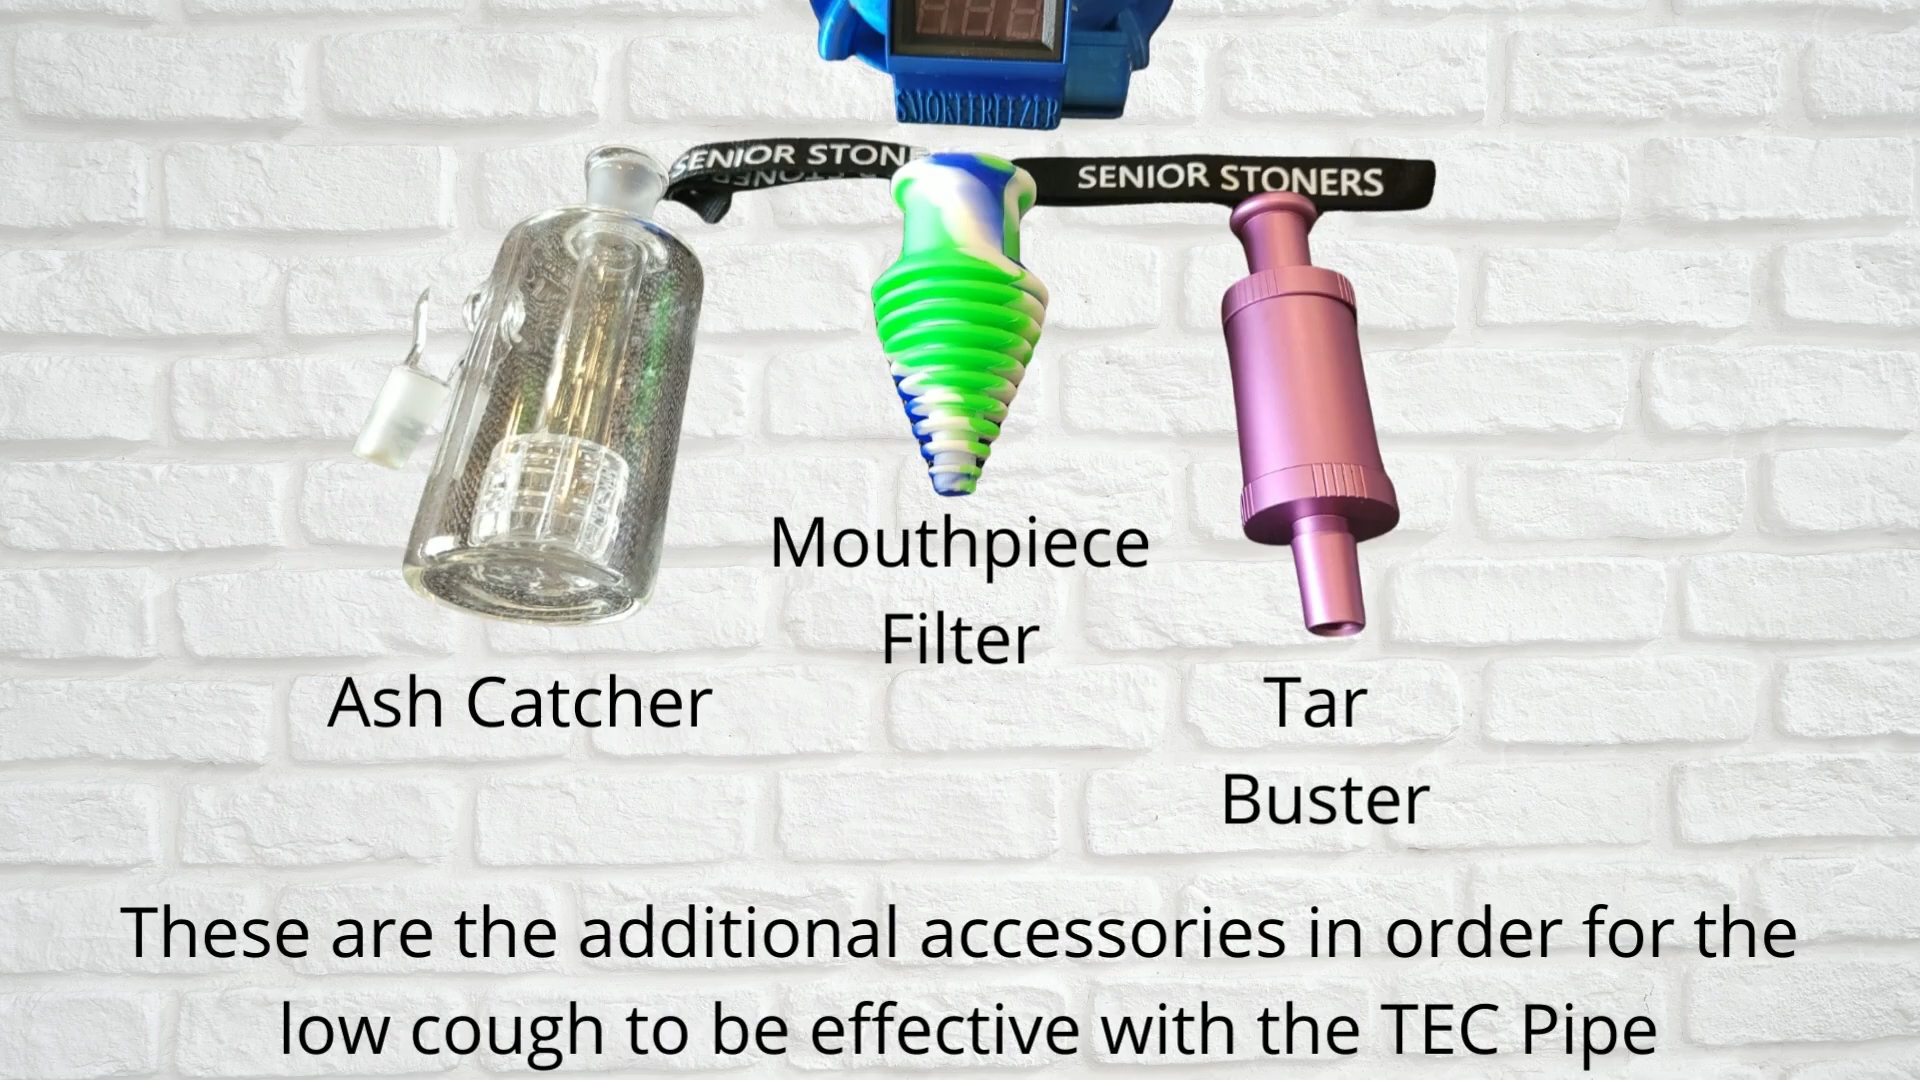 SMOKEFREEZER
SENIOR STONE
SENIOR STONERS
Mouthpiece
Filter
Ash Catcher
Tar
Buster
These are the additional accessories in order for the
low cough to be effective with the TEC Pipe